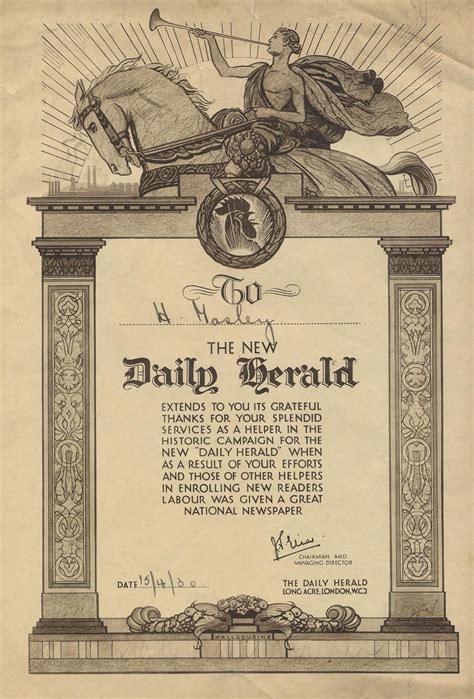 To
H. Mosley
THE NEW
Daily Herald
EXTENDS TO YOU ITS GRATEFUL
THANKS FOR YOUR SPLENDID
SERVICES AS A HELPER IN THE
HISTORIC CAMPAIGN FOR THE
NEW "DAILY HERALD" WHEN
AS A RESULT OF YOUR EFFORTS
AND THOSE OF OTHER HELPERS
IN ENROLLING NEW READERS
LABOUR WAS GIVEN A GREAT
NATIONAL NEWSPAPER
CHAIRMAN AND
MANAGING DIRECTOR
DATE 15/4/30
THE DAILY HERALD
LONG ACRE, LONDON, W.C.2